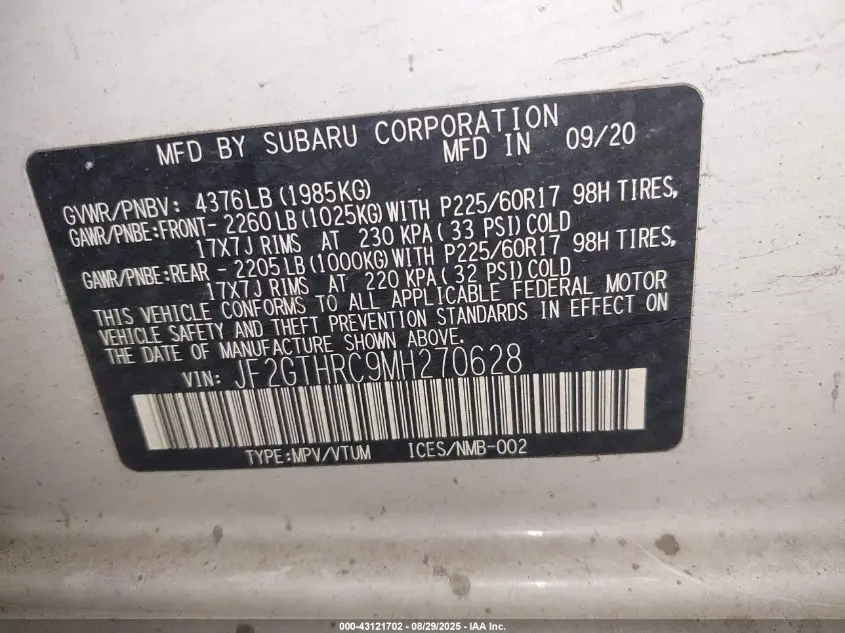 MFD BY SUBARU CORPORATION
MFD IN 09/20
GVWR/PNBV: 4376LB (1985KG)
GAWR/PNBE:FRONT- 2260LB (1025KG) WITH P225/60R17 98H TIRES,
17X7J RIMS AT 230 KPA ( 33 PSI) COLD
GAWR/PNBE:REAR - 2205LB (1000KG) WITH P225/60R17 98H TIRES,
17X7J RIMS AT 220 KPA ( 32 PSI) COLD
THIS VEHICLE CONFORMS TO ALL APPLICABLE FEDERAL MOTOR
VEHICLE SAFETY AND THEFT PREVENTION STANDARDS IN EFFECT ON
THE DATE OF MANUFACTURE SHOWN ABOVE.
VIN: JF2GTHRC9MH270628
TYPE:MPV/VTUM ICES/NMB-002
000-43121702 - 08/29/2025 - IAA Inc.